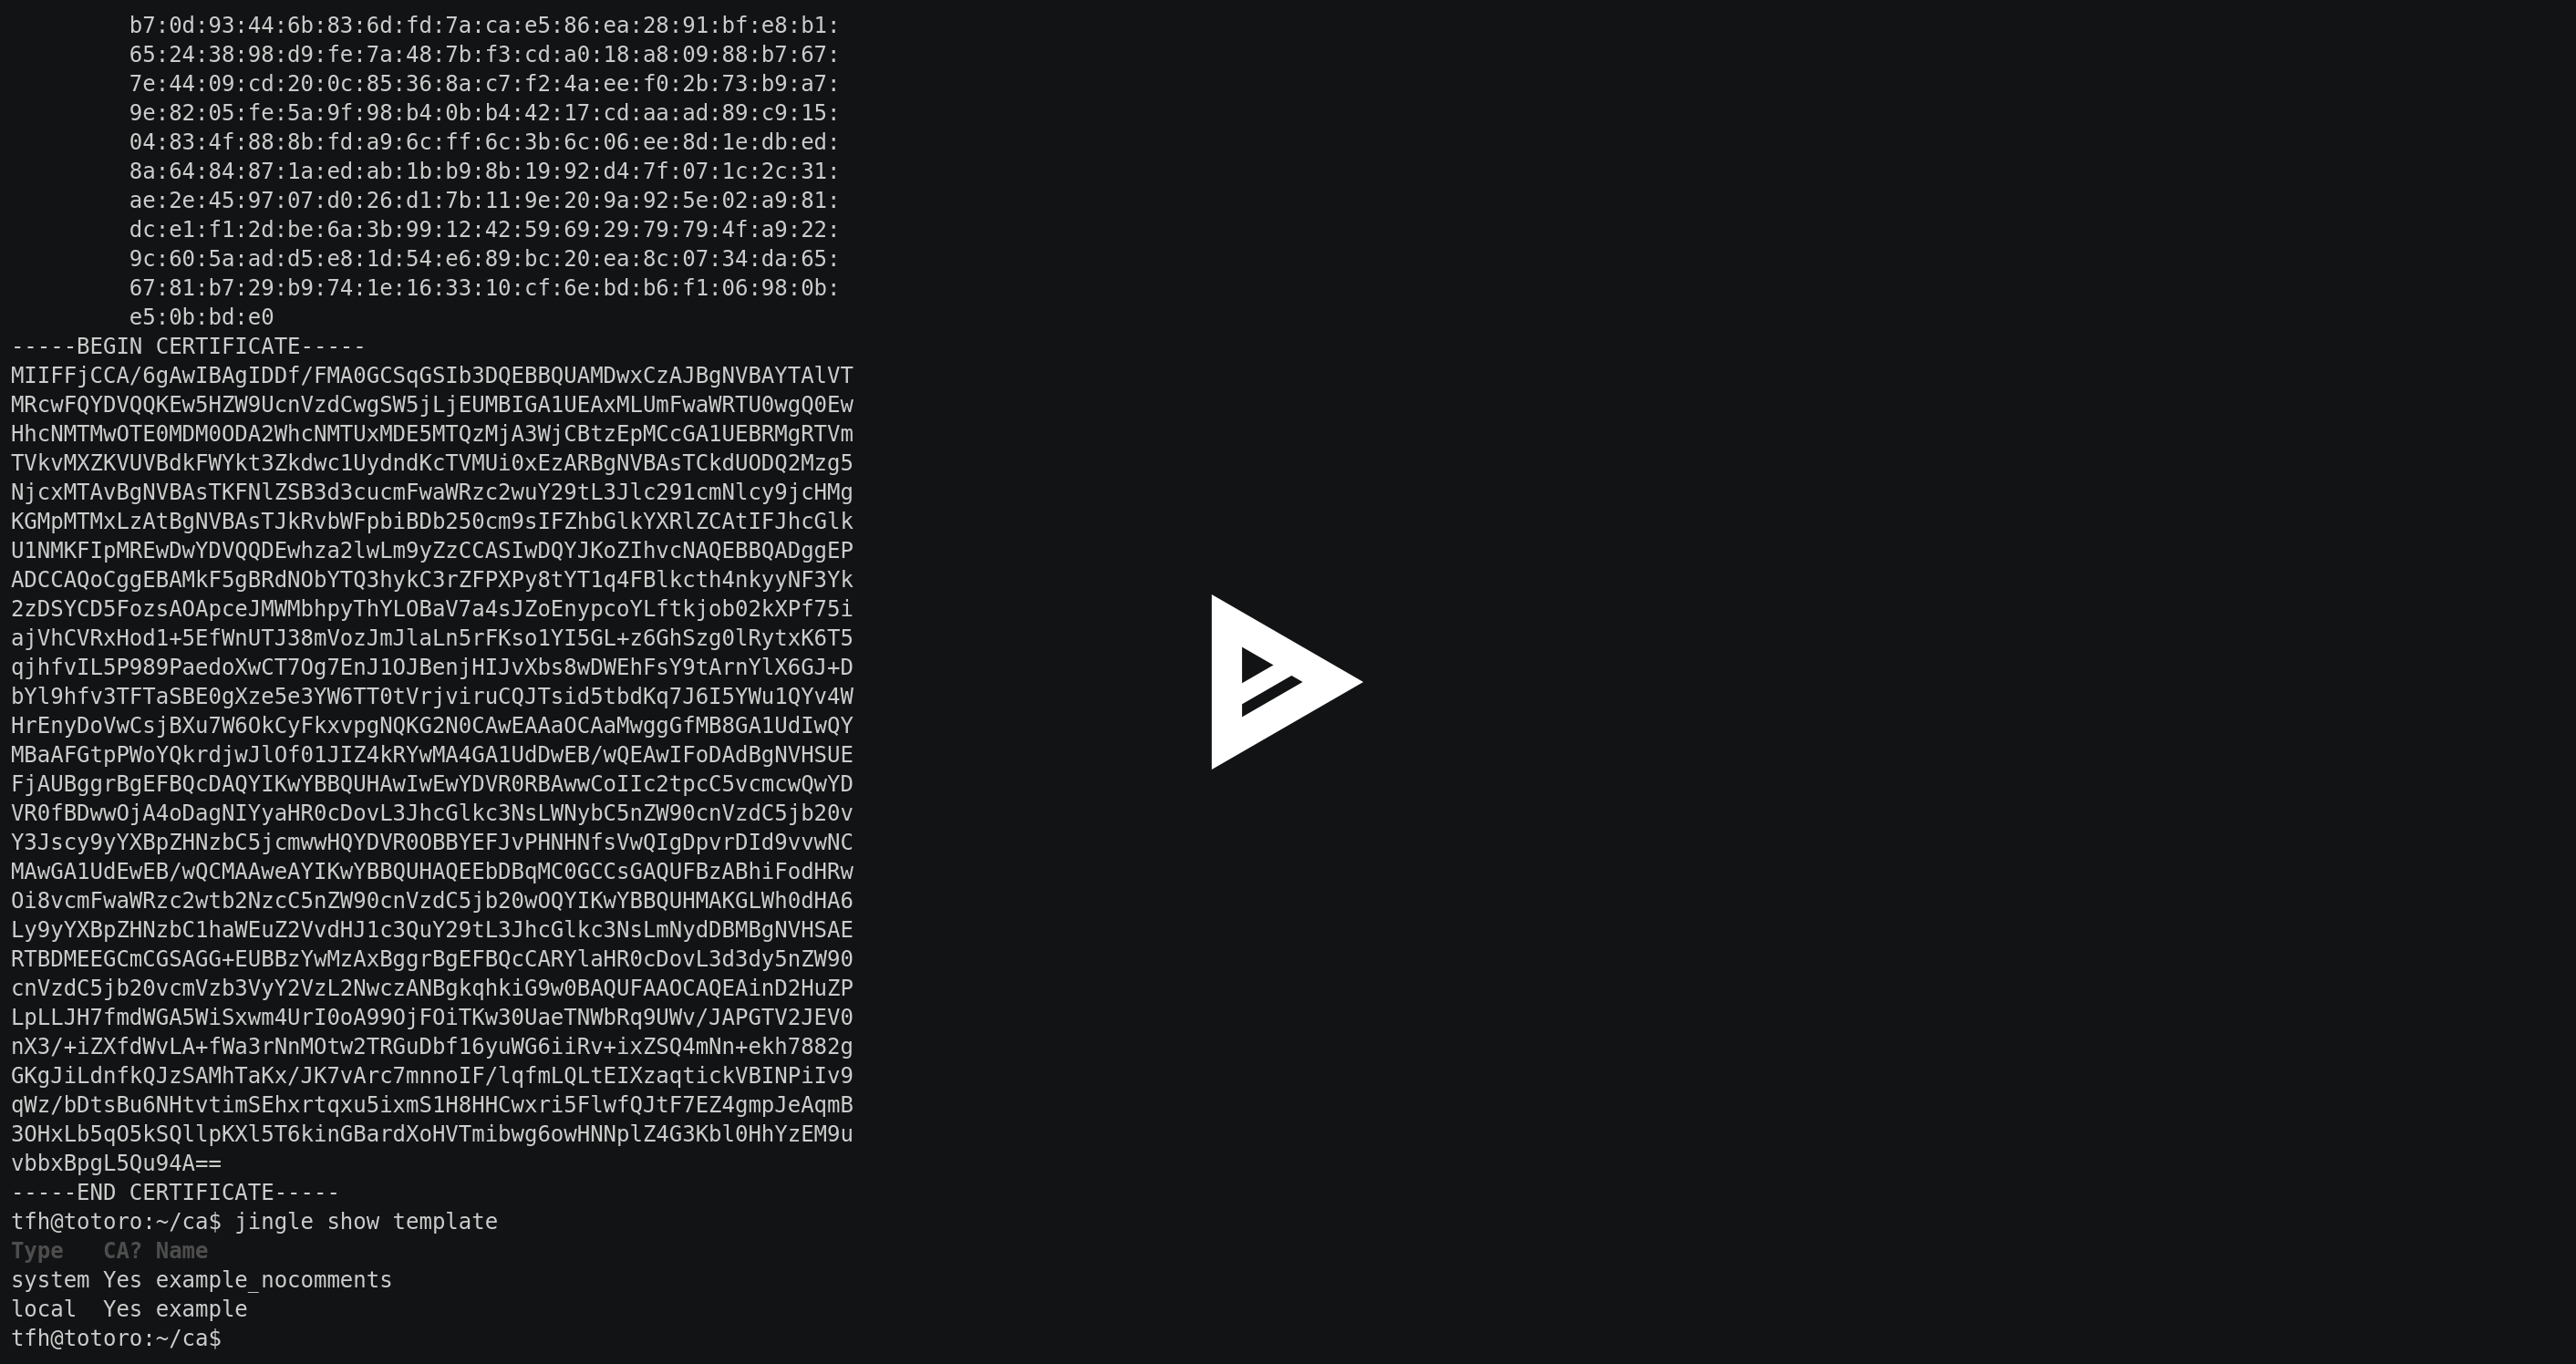 b7:0d:93:44:6b:83:6d:fd:7a:ca:e5:86:ea:28:91:bf:e8:b1:
65:24:38:98:d9:fe:7a:48:7b:f3:cd:a0:18:a8:09:88:b7:67:
7e:44:09:cd:20:0c:85:36:8a:c7:f2:4a:ee:f0:2b:73:b9:a7:
9e:82:05:fe:5a:9f:98:b4:0b:b4:42:17:cd:aa:ad:89:c9:15:
04:83:4f:88:8b:fd:a9:6c:ff:6c:3b:6c:06:ee:8d:1e:db:ed:
8a:64:84:87:1a:ed:ab:1b:b9:8b:19:92:d4:7f:07:1c:2c:31:
ae:2e:45:97:07:d0:26:d1:7b:11:9e:20:9a:92:5e:02:a9:81:
dc:e1:f1:2d:be:6a:3b:99:12:42:59:69:29:79:79:4f:a9:22:
9c:60:5a:ad:d5:e8:1d:54:e6:89:bc:20:ea:8c:07:34:da:65:
67:81:b7:29:b9:74:1e:16:33:10:cf:6e:bd:b6:f1:06:98:0b:
e5:0b:bd:e0
-----BEGIN CERTIFICATE-----
MIIFFjCCA/6gAwIBAgIDDf/FMA0GCSqGSIb3DQEBBQUAMDwxCzAJBgNVBAYTAlVT
MRcwFQYDVQQKEw5HZW9UcnVzdCwgSW5jLjEUMBIGA1UEAxMLUmFwaWRTU0wgQ0Ew
HhcNMTMwOTE0MDM0ODA2WhcNMTUxMDE5MTQzMjA3WjCBtzEpMCcGA1UEBRMgRTVm
TVkvMXZKVUVBdkFWYkt3Zkdwc1UydndKcTVMUi0xEzARBgNVBAsTCkdUODQ2Mzg5
NjcxMTAvBgNVBAsTKFNlZSB3d3cucmFwaWRzc2wuY29tL3Jlc291cmNlcy9jcHMg
KGMpMTMxLzAtBgNVBAsTJkRvbWFpbiBDb250cm9sIFZhbGlkYXRlZCAtIFJhcGlk
U1NMKFIpMREwDwYDVQQDEwhza2lwLm9yZzCCASIwDQYJKoZIhvcNAQEBBQADggEP
ADCCAQoCggEBAMkF5gBRdNObYTQ3hykC3rZFPXPy8tYT1q4FBlkcth4nkyyNF3Yk
2zDSYCD5FozsAOApceJMWMbhpyThYLOBaV7a4sJZoEnypcoYLftkjob02kXPf75i
ajVhCVRxHod1+5EfWnUTJ38mVozJmJlaLn5rFKso1YI5GL+z6GhSzg0lRytxK6T5
qjhfvIL5P989PaedoXwCT7Og7EnJ1OJBenjHIJvXbs8wDWEhFsY9tArnYlX6GJ+D
bYl9hfv3TFTaSBE0gXze5e3YW6TT0tVrjviruCQJTsid5tbdKq7J6I5YWu1QYv4W
HrEnyDoVwCsjBXu7W6OkCyFkxvpgNQKG2N0CAwEAAaOCAaMwggGfMB8GA1UdIwQY
MBaAFGtpPWoYQkrdjwJlOf01JIZ4kRYwMA4GA1UdDwEB/wQEAwIFoDAdBgNVHSUE
FjAUBggrBgEFBQcDAQYIKwYBBQUHAwIwEwYDVR0RBAwwCoIIc2tpcC5vcmcwQwYD
VR0fBDwwOjA4oDagNIYyaHR0cDovL3JhcGlkc3NsLWNybC5nZW90cnVzdC5jb20v
Y3Jscy9yYXBpZHNzbC5jcmwwHQYDVR0OBBYEFJvPHNHNfsVwQIgDpvrDId9vvwNC
MAwGA1UdEwEB/wQCMAAweAYIKwYBBQUHAQEEbDBqMC0GCCsGAQUFBzABhiFodHRw
Oi8vcmFwaWRzc2wtb2NzcC5nZW90cnVzdC5jb20wOQYIKwYBBQUHMAKGLWh0dHA6
Ly9yYXBpZHNzbC1haWEuZ2VvdHJ1c3QuY29tL3JhcGlkc3NsLmNydDBMBgNVHSAE
RTBDMEEGCmCGSAGG+EUBBzYwMzAxBggrBgEFBQcCARYlaHR0cDovL3d3dy5nZW90
cnVzdC5jb20vcmVzb3VyY2VzL2NwczANBgkqhkiG9w0BAQUFAAOCAQEAinD2HuZP
LpLLJH7fmdWGA5WiSxwm4UrI0oA99OjFOiTKw30UaeTNWbRq9UWv/JAPGTV2JEV0
nX3/+iZXfdWvLA+fWa3rNnMOtw2TRGuDbf16yuWG6iiRv+ixZSQ4mNn+ekh7882g
GKgJiLdnfkQJzSAMhTaKx/JK7vArc7mnnoIF/lqfmLQLtEIXzaqtickVBINPiIv9
qWz/bDtsBu6NHtvtimSEhxrtqxu5ixmS1H8HHCwxri5FlwfQJtF7EZ4gmpJeAqmB
3OHxLb5qO5kSQllpKXl5T6kinGBardXoHVTmibwg6owHNNplZ4G3Kbl0HhYzEM9u
vbbxBpgL5Qu94A==
-----END CERTIFICATE-----
tfh@totoro:~/ca$ jingle show template
Type   CA? Name
system Yes example_nocomments
local  Yes example
tfh@totoro:~/ca$